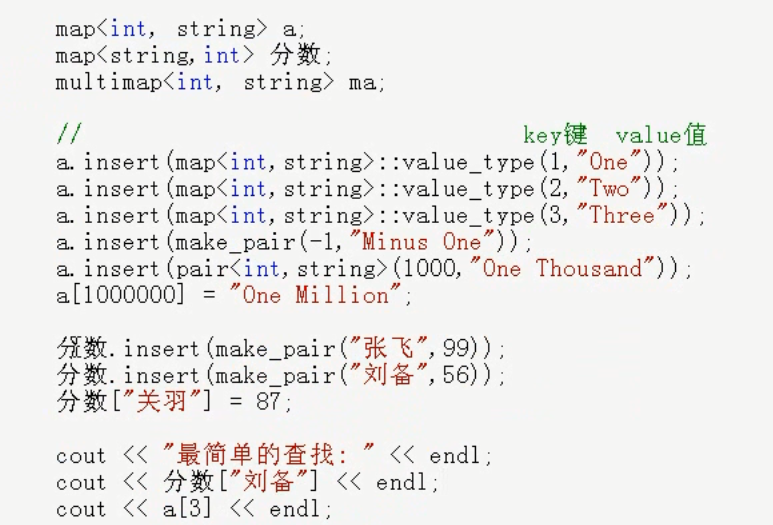 map<int, string> a;
map<string,int> 分数;
multimap<int, string> ma;
// key键 value值
a.insert(map<int,string>::value_type(1,"One"));
a.insert(map<int,string>::value_type(2,"Two"));
a.insert(map<int,string>::value_type(3,"Three"));
a.insert(make_pair(-1,"Minus One"));
a.insert(pair<int,string>(1000,"One Thousand"));
a[1000000] = "One Million";
分数.insert(make_pair("张飞",99));
分数.insert(make_pair("刘备",56));
分数["关羽"] = 87;
cout << "最简单的查找: " << endl;
cout << 分数["刘备"] << endl;
cout << a[3] << endl;